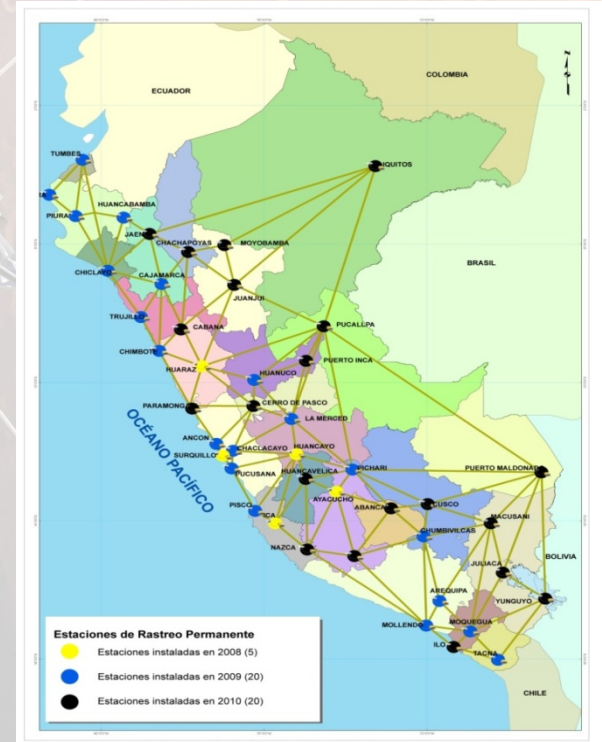 COLOMBIA
ECUADOR
TUMBES
IQUITOS
HUANCABAMBA
PIURA
JAEN
CHACHAPOYAS
MOYOBAMBA
BRASIL
CHICLAYO
CAJAMARCA
JUANJUI
TRUJILLO
CABANA
PUCALLPA
CHIMBOTE
HUARAZ
PUERTO INCA
HUANUCO
PARAMONGA
CERRO DE PASCO
LA MERCED
OCÉANO PACÍFICO
ANCON
CHACLACAYO
HUANCAYO
SURQUILLO
PUCUSANA
HUANCAVELICA
PICHARI
PUERTO MALDONADO
AYACUCHO
PISCO
ICA
ABANCAY
CUSCO
MACUSANI
CHUMBIVILCAS
NAZCA
BOLIVIA
JULIACA
AREQUIPA
YUNGUYO
MOLLENDO
MOQUEGUA
ILO
TACNA
CHILE
Estaciones de Rastreo Permanente
Estaciones instaladas en 2008 (5)
Estaciones instaladas en 2009 (20)
Estaciones instaladas en 2010 (20)